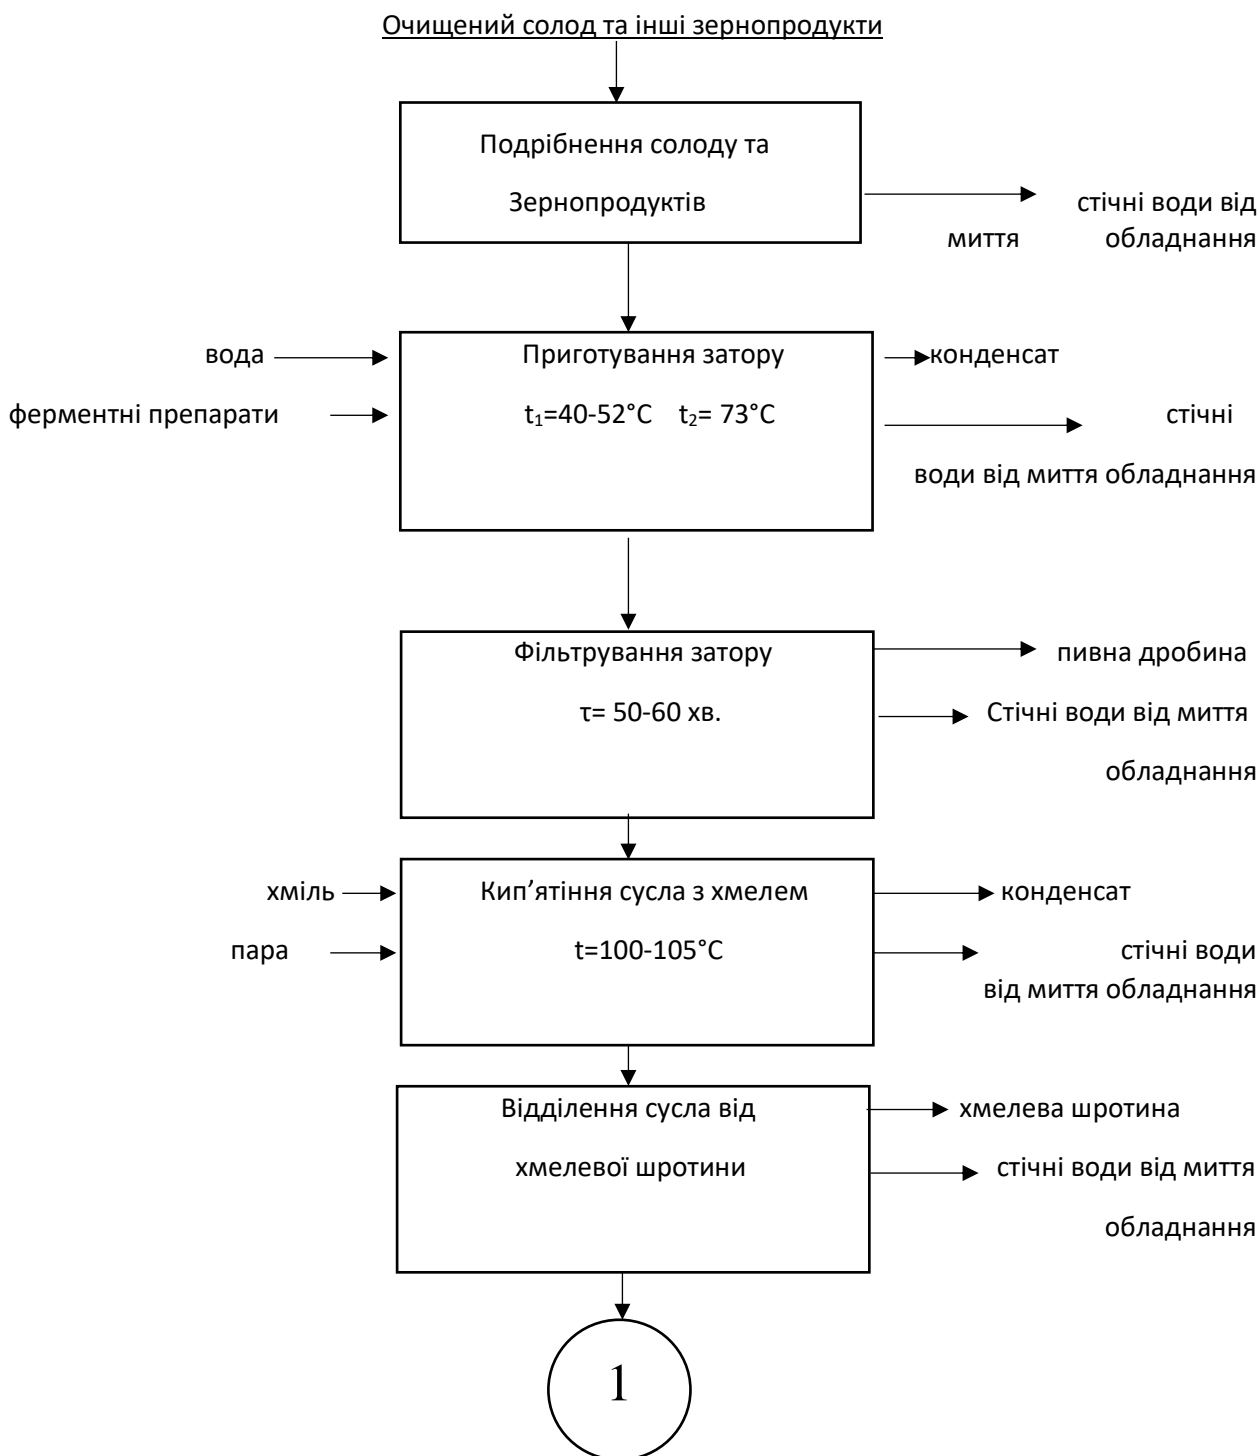 Очищений солод та інші зернопродукти
Подрібнення солоду та
Зернопродуктів
стічні води від
миття обладнання
вода
Приготування затору
конденсат
ферментні препарати
t₁=40-52°C t₂= 73°C
стічні
води від миття обладнання
Фільтрування затору
пивна дробина
τ= 50-60 хв.
Стічні води від миття
обладнання
хміль
Кип’ятіння сусла з хмелем
конденсат
пара
t=100-105°C
стічні води
від миття обладнання
Відділення сусла від
хмелева шротина
хмелевої шротини
стічні води від миття
обладнання
1